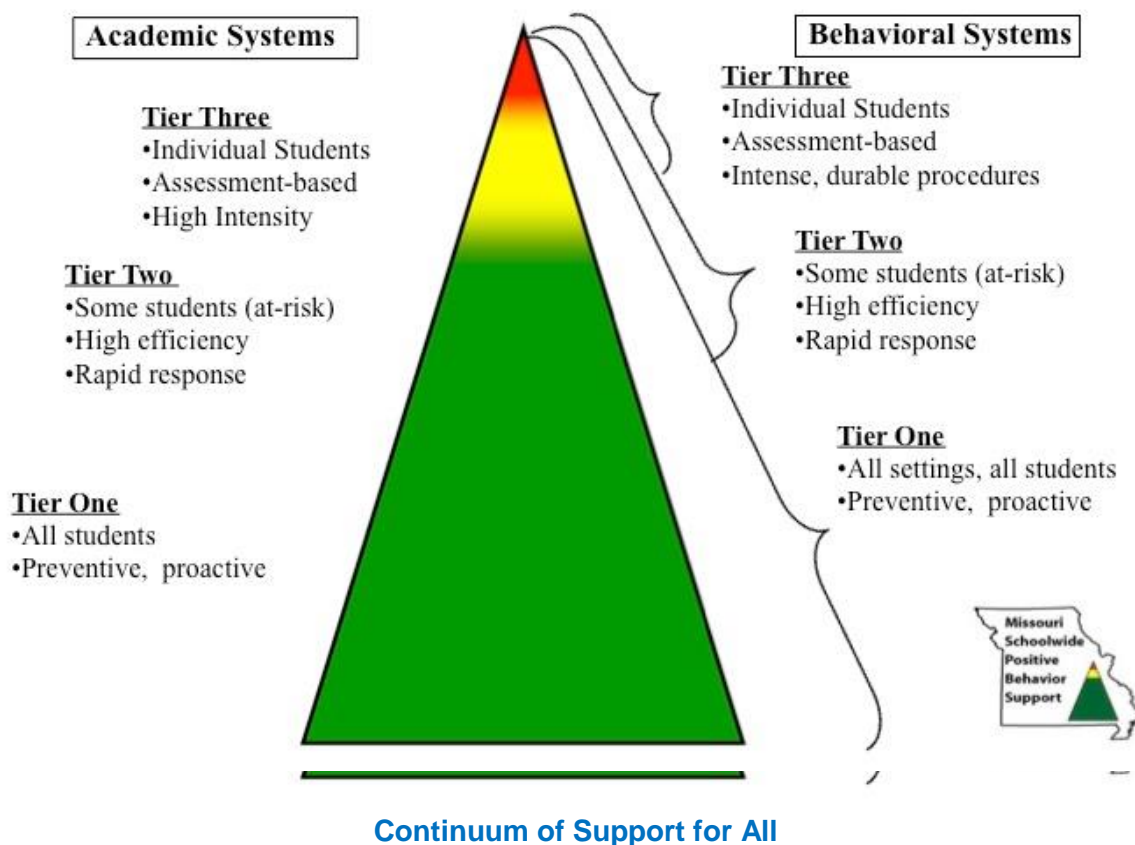 Academic Systems
Tier Three
•Individual Students
•Assessment-based
•High Intensity
Tier Two
•Some students (at-risk)
•High efficiency
•Rapid response
Tier One
•All students
•Preventive,  proactive
Behavioral Systems
Tier Three
•Individual Students
•Assessment-based
•Intense, durable procedures
Tier Two
•Some students (at-risk)
•High efficiency
•Rapid response
Tier One
•All settings, all students
•Preventive,  proactive
Missouri
Schoolwide
Positive
Behavior
Support
Continuum of Support for All